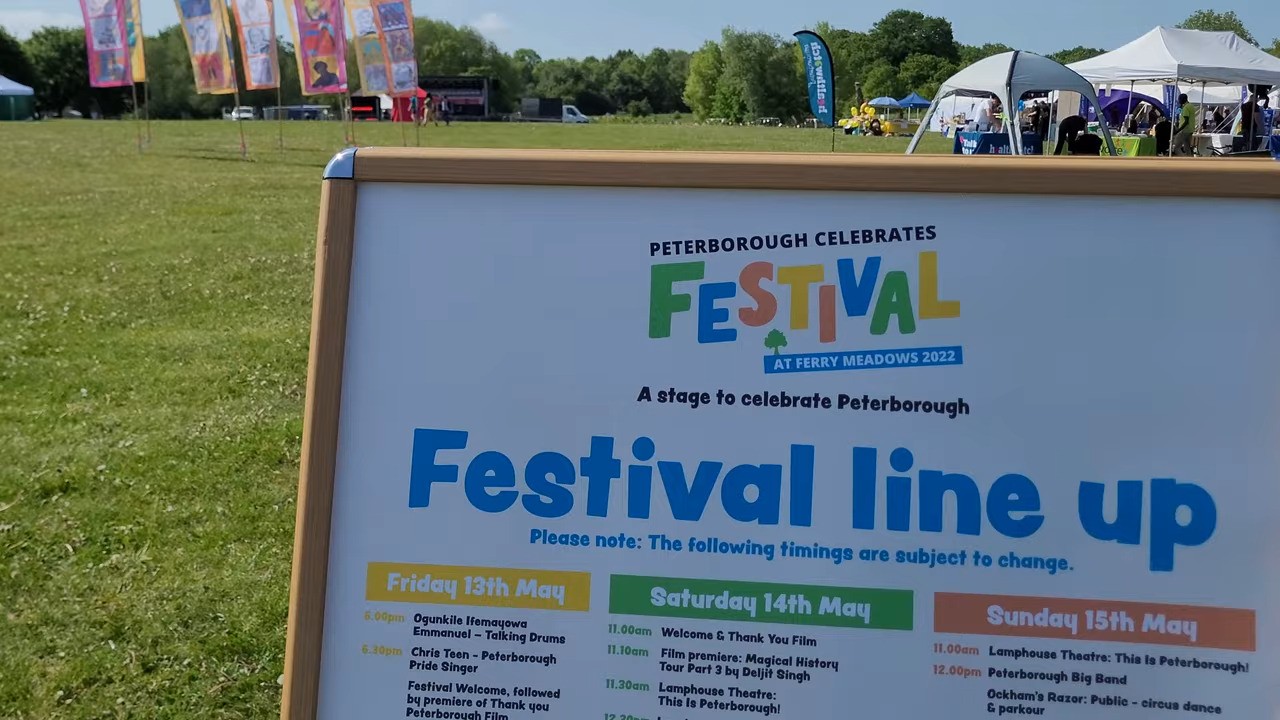 PETERBOROUGH CELEBRATES
FESTIVAL
AT FERRY MEADOWS 2022
A stage to celebrate Peterborough
Festival line up
Please note: The following timings are subject to change.
Friday 13th May
6.00pm Ogunkile Ifemayowa
Emmanuel – Talking Drums
6.30pm Chris Teen - Peterborough
Pride Singer
Festival Welcome, followed
by premiere of Thank you
Peterborough Film
Saturday 14th May
11.00am Welcome & Thank You Film
11.10am Film premiere: Magical History
Tour Part 3 by Deljit Singh
11.30am Lamphouse Theatre:
This is Peterborough!
12.20pm
Sunday 15th May
11.00am Lamphouse Theatre: This Is Peterborough!
12.00pm Peterborough Big Band
Ockham's Razor: Public - circus dance
& parkour